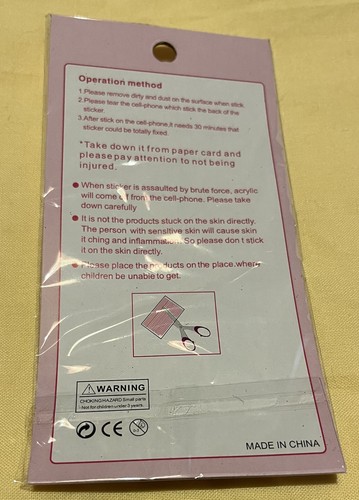 Operation method
1.Please remove dirty and dust on the surface when stick.
2.Please tear the cell-phone which stick the back of the
sticker.
3.After stick on the cell-phone,it needs 30 minutes that
sticker could be totally fixed.
*Take down it from paper card and
please pay attention to not being
injured.
● When sticker is assaulted by brute force, acrylic
will come off from the cell-phone. Please take
down carefully
● It is not the products stuck on the skin directly.
The person with sensitive skin will cause skin
it ching and inflammation. So please don t stick
it on the skin directly.
● Please place the products on the place.where
children be unable to get.
WARNING
CHOKING HAZARD Small parts
Not for children under 3 years.
CE
MADE IN CHINA